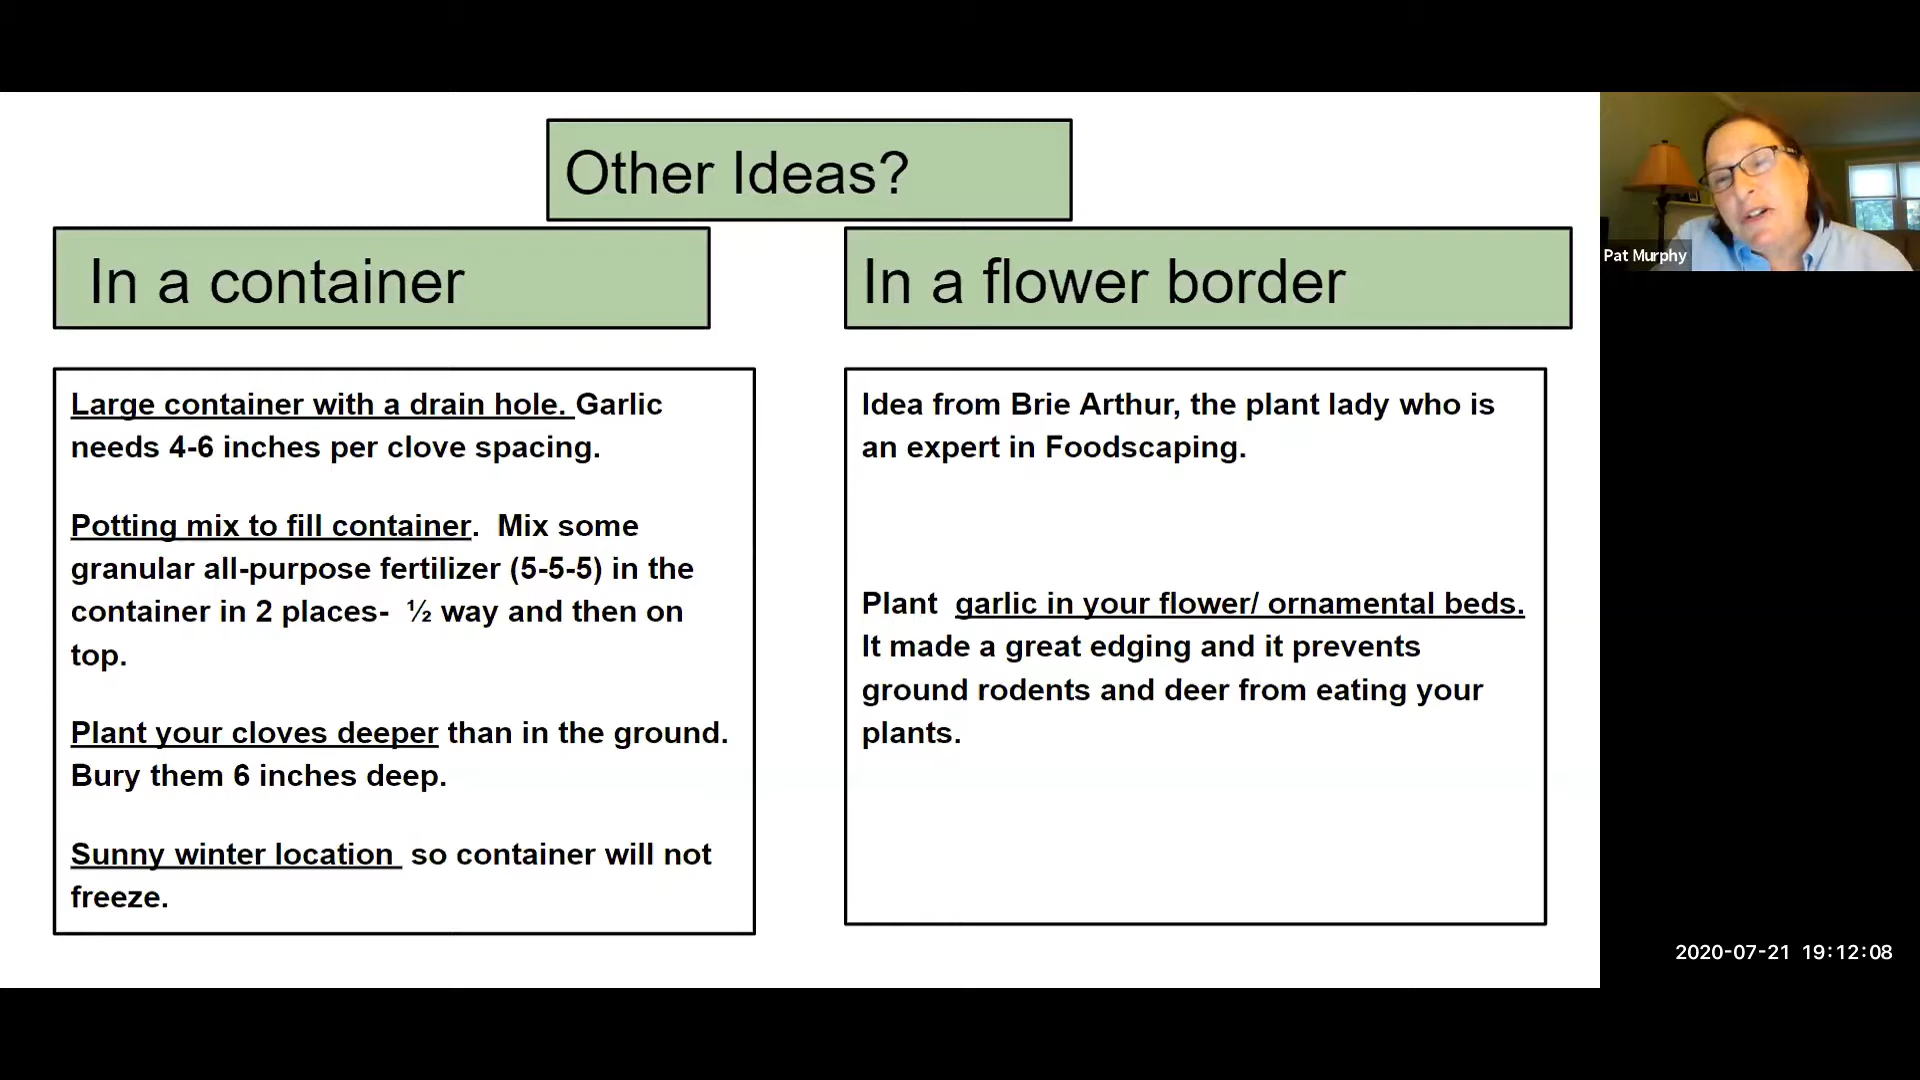 Other Ideas?
In a container
In a flower border
Large container with a drain hole. Garlic
needs 4-6 inches per clove spacing.
Potting mix to fill container.  Mix some
granular all-purpose fertilizer (5-5-5) in the
container in 2 places-  ½ way and then on
top.
Plant your cloves deeper than in the ground.
Bury them 6 inches deep.
Sunny winter location  so container will not
freeze.
Idea from Brie Arthur, the plant lady who is
an expert in Foodscaping.
Plant  garlic in your flower/ ornamental beds.
It made a great edging and it prevents
ground rodents and deer from eating your
plants.
Pat Murphy
2020-07-21 19:12:08